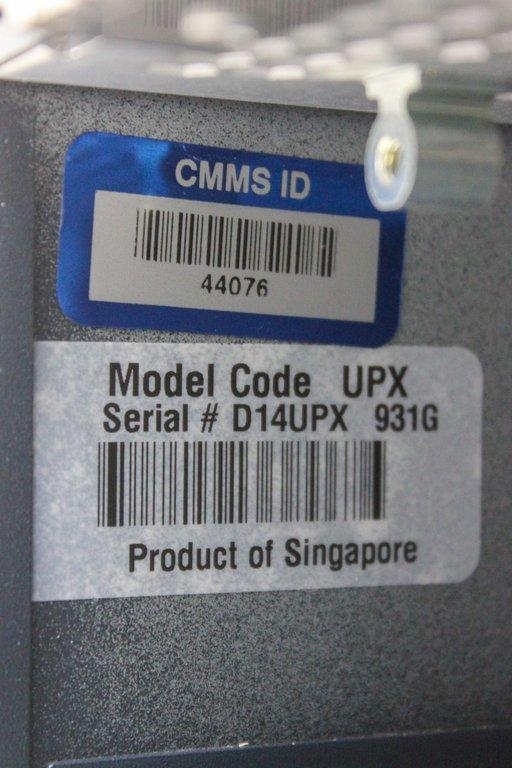 CMMS ID
44076
Model Code UPX
Serial # D14UPX 931G
Product of Singapore